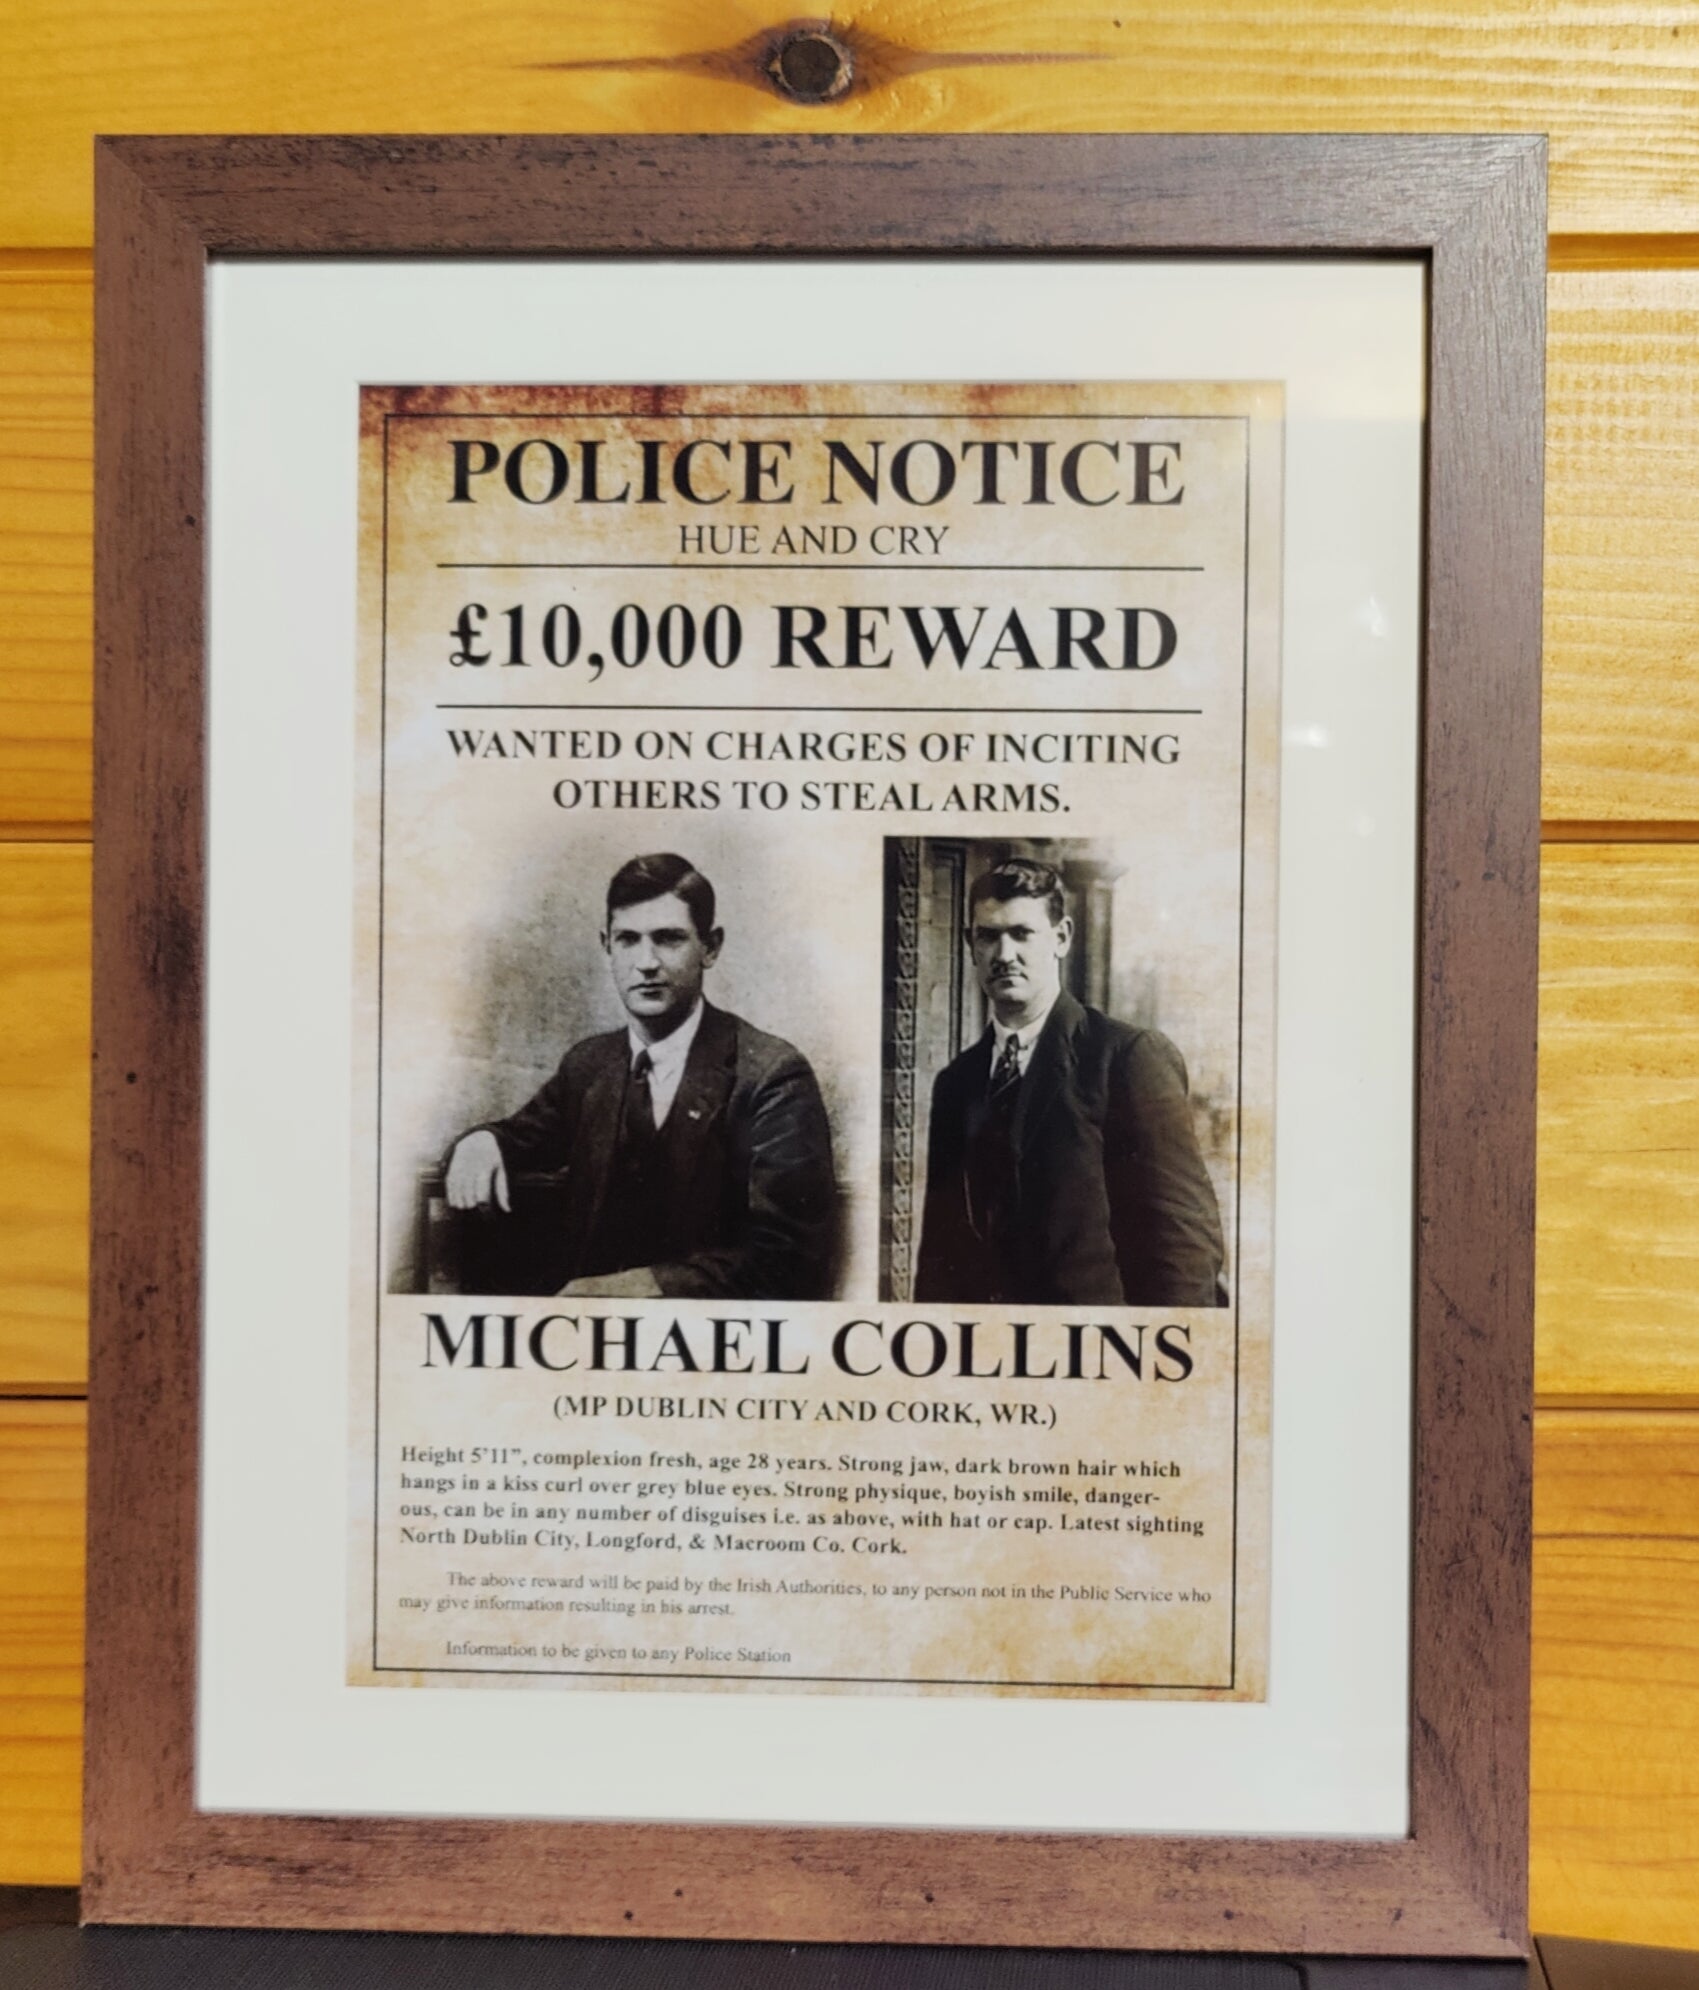 POLICE NOTICE
HUE AND CRY
£10,000 REWARD
WANTED ON CHARGES OF INCITING
OTHERS TO STEAL ARMS.
MICHAEL COLLINS
(MP DUBLIN CITY AND CORK, WR.)
Height 5'11", complexion fresh, age 28 years. Strong jaw, dark brown hair which
hangs in a kiss curl over grey blue eyes. Strong physique, boyish smile, danger-
ous, can be in any number of disguises i.e. as above, with hat or cap. Latest sighting
North Dublin City, Longford, & Macroom Co. Cork.
The above reward will be paid by the Irish Authorities, to any person not in the Public Service who
may give information resulting in his arrest.
Information to be given to any Police Station